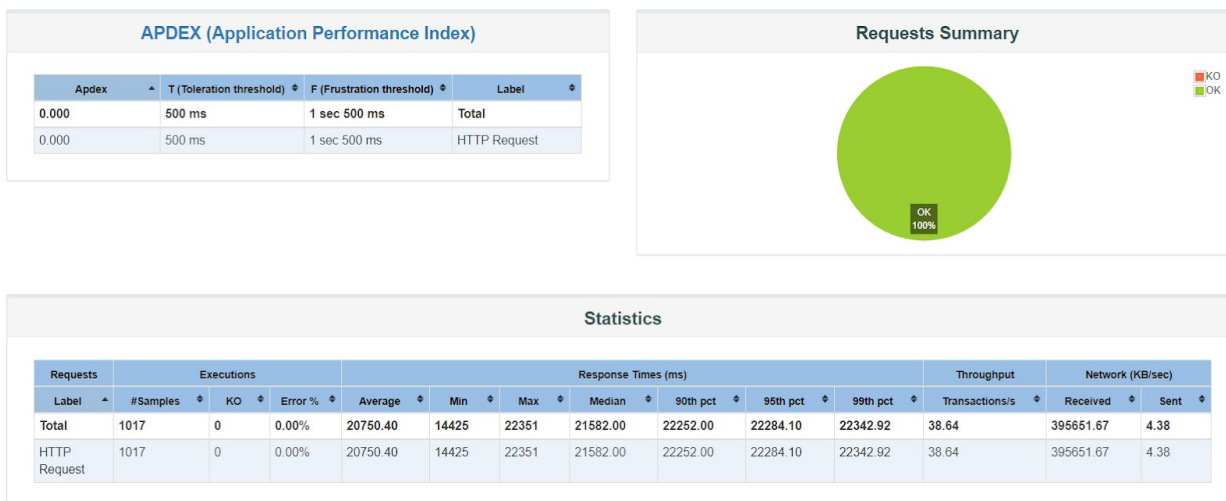 APDEX (Application Performance Index)
Apdex T (Toleration threshold) F (Frustration threshold) Label
0.000 500 ms 1 sec 500 ms Total
0.000 500 ms 1 sec 500 ms HTTP Request
Requests Summary
KO
OK
OK
100%
Statistics
Requests Executions Response Times (ms) Throughput Network (KB/sec)
Label #Samples KO Error % Average Min Max Median 90th pct 95th pct 99th pct Transactions/s Received Sent
Total 1017 0 0.00% 20750.40 14425 22351 21582.00 22252.00 22284.10 22342.92 38.64 395651.67 4.38
HTTP Request 1017 0 0.00% 20750.40 14425 22351 21582.00 22252.00 22284.10 22342.92 38.64 395651.67 4.38